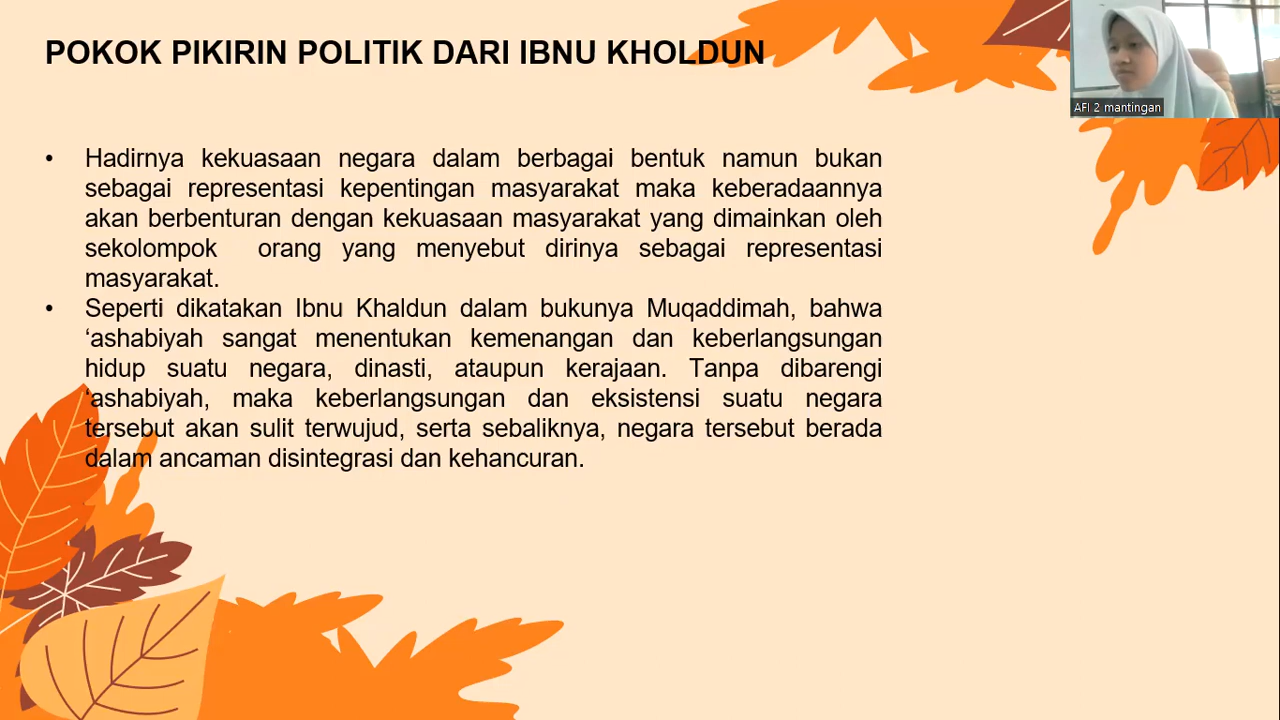 POKOK PIKIRIN POLITIK DARI IBNU KHOLDUN
AFI 2 mantingan
• Hadirnya kekuasaan negara dalam berbagai bentuk namun bukan
sebagai representasi kepentingan masyarakat maka keberadaannya
akan berbenturan dengan kekuasaan masyarakat yang dimainkan oleh
sekolompok orang yang menyebut dirinya sebagai representasi
masyarakat.
• Seperti dikatakan Ibnu Khaldun dalam bukunya Muqaddimah, bahwa
‘ashabiyah sangat menentukan kemenangan dan keberlangsungan
hidup suatu negara, dinasti, ataupun kerajaan. Tanpa dibarengi
‘ashabiyah, maka keberlangsungan dan eksistensi suatu negara
tersebut akan sulit terwujud, serta sebaliknya, negara tersebut berada
dalam ancaman disintegrasi dan kehancuran.